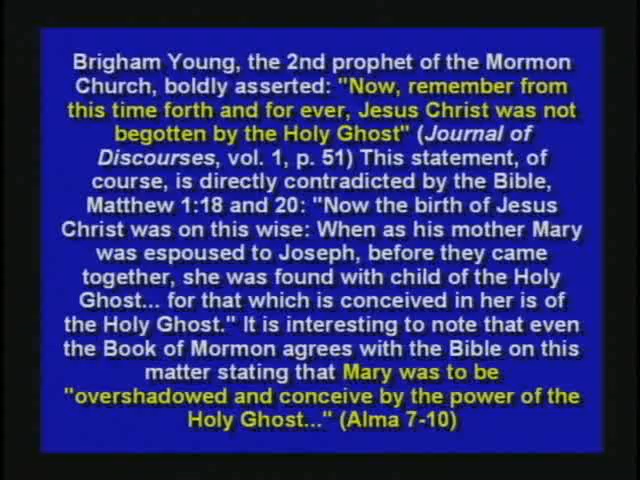 Brigham Young, the 2nd prophet of the Mormon
Church, boldly asserted: "Now, remember from
this time forth and for ever, Jesus Christ was not
begotten by the Holy Ghost" (Journal of
Discourses, vol. 1, p. 51) This statement, of
course, is directly contradicted by the Bible,
Matthew 1:18 and 20: "Now the birth of Jesus
Christ was on this wise: When as his mother Mary
was espoused to Joseph, before they came
together, she was found with child of the Holy
Ghost... for that which is conceived in her is of
the Holy Ghost." It is interesting to note that even
the Book of Mormon agrees with the Bible on this
matter stating that Mary was to be
"overshadowed and conceive by the power of the
Holy Ghost..." (Alma 7-10)